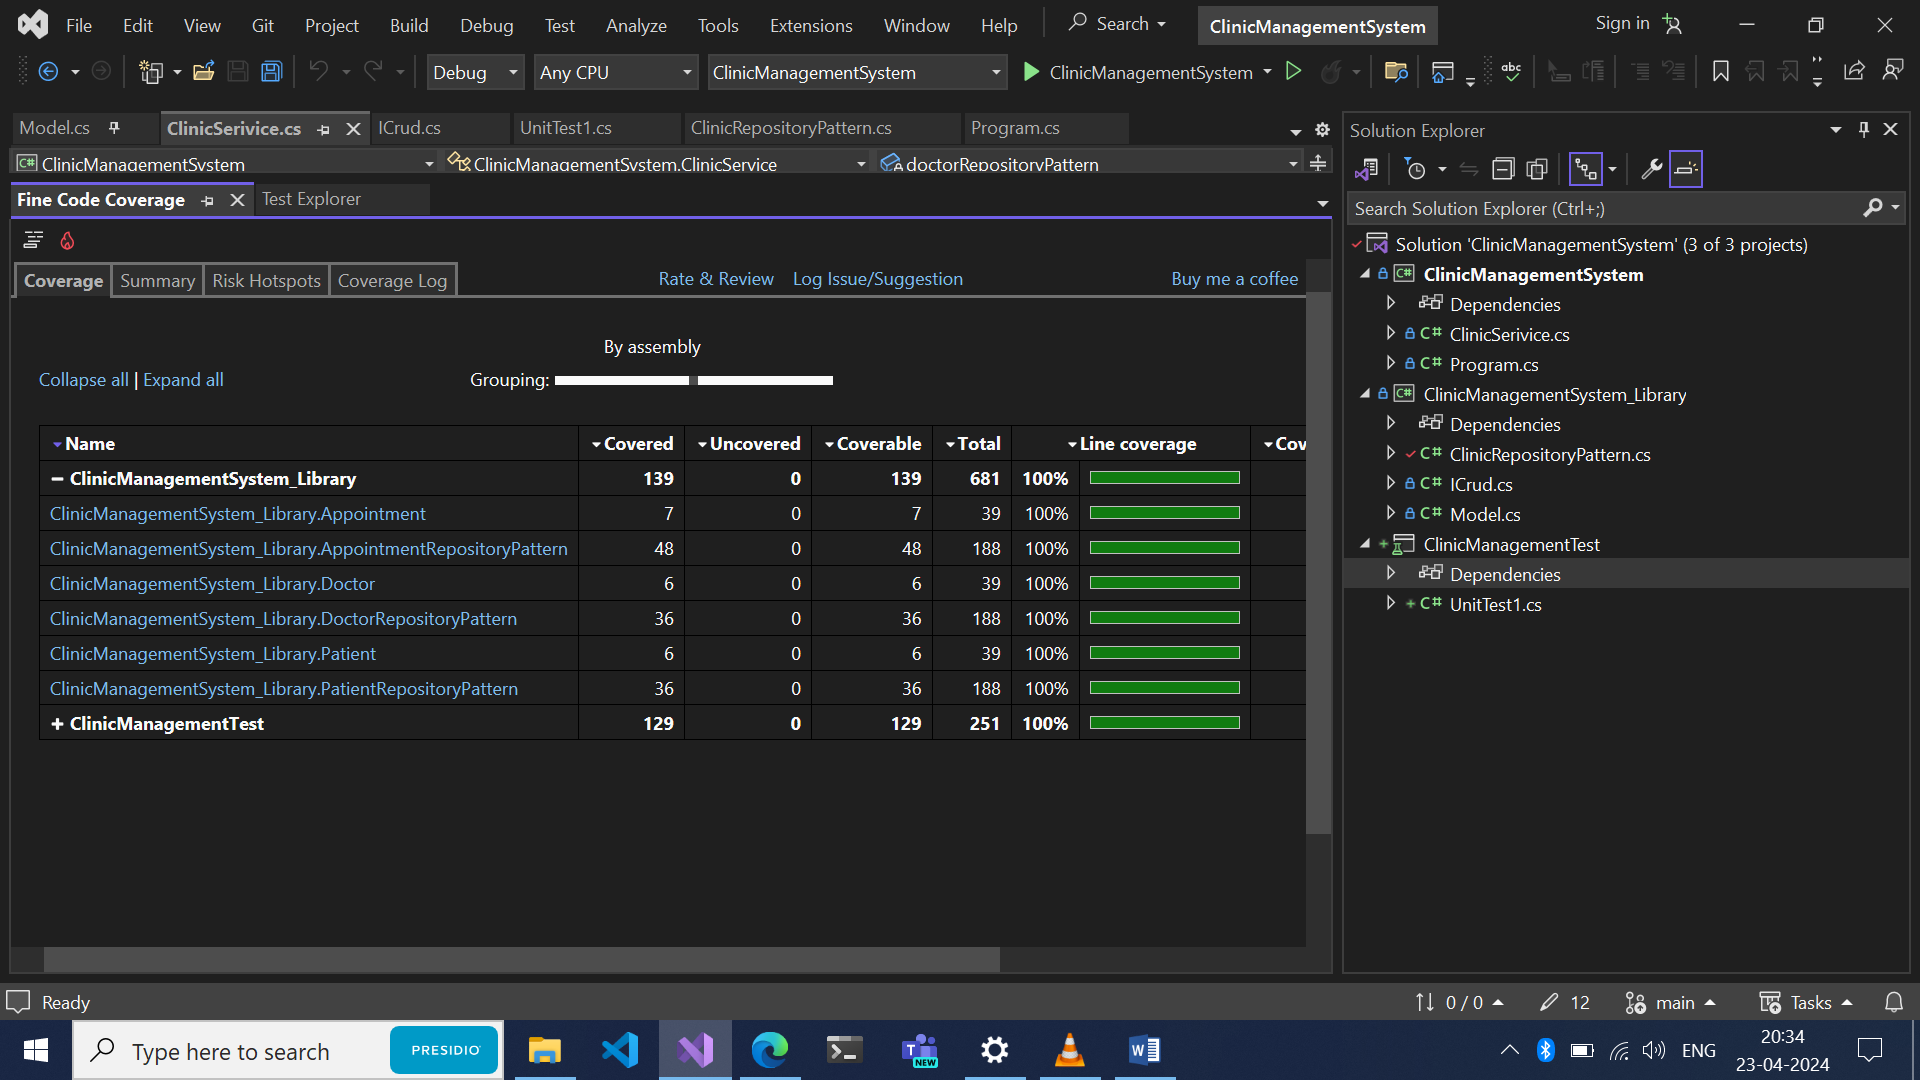 File Edit View Git Project Build Debug Test Analyze Tools Extensions Window Help Search ClinicManagementSystem Sign in
Debug Any CPU ClinicManagementSystem ClinicManagementSystem abc
Model.cs ClinicSerivice.cs ICrud.cs UnitTest1.cs ClinicRepositoryPattern.cs Program.cs
C# ClinicManagementSystem ClinicManagementSystem.ClinicService doctorRepositoryPattern
Fine Code Coverage Test Explorer
Coverage Summary Risk Hotspots Coverage Log Rate & Review Log Issue/Suggestion Buy me a coffee
By assembly
Collapse all | Expand all Grouping:
Name Covered Uncovered Coverable Total Line coverage Cov
− ClinicManagementSystem_Library 139 0 139 681 100%
ClinicManagementSystem_Library.Appointment 7 0 7 39 100%
ClinicManagementSystem_Library.AppointmentRepositoryPattern 48 0 48 188 100%
ClinicManagementSystem_Library.Doctor 6 0 6 39 100%
ClinicManagementSystem_Library.DoctorRepositoryPattern 36 0 36 188 100%
ClinicManagementSystem_Library.Patient 6 0 6 39 100%
ClinicManagementSystem_Library.PatientRepositoryPattern 36 0 36 188 100%
+ ClinicManagementTest 129 0 129 251 100%
Solution Explorer
Search Solution Explorer (Ctrl+;)
Solution 'ClinicManagementSystem' (3 of 3 projects)
C# ClinicManagementSystem
Dependencies
C# ClinicSerivice.cs
C# Program.cs
C# ClinicManagementSystem_Library
Dependencies
C# ClinicRepositoryPattern.cs
C# ICrud.cs
C# Model.cs
ClinicManagementTest
Dependencies
C# UnitTest1.cs
Ready 0 / 0 12 main Tasks
Type here to search PRESIDIO NEW ENG 20:34
23-04-2024